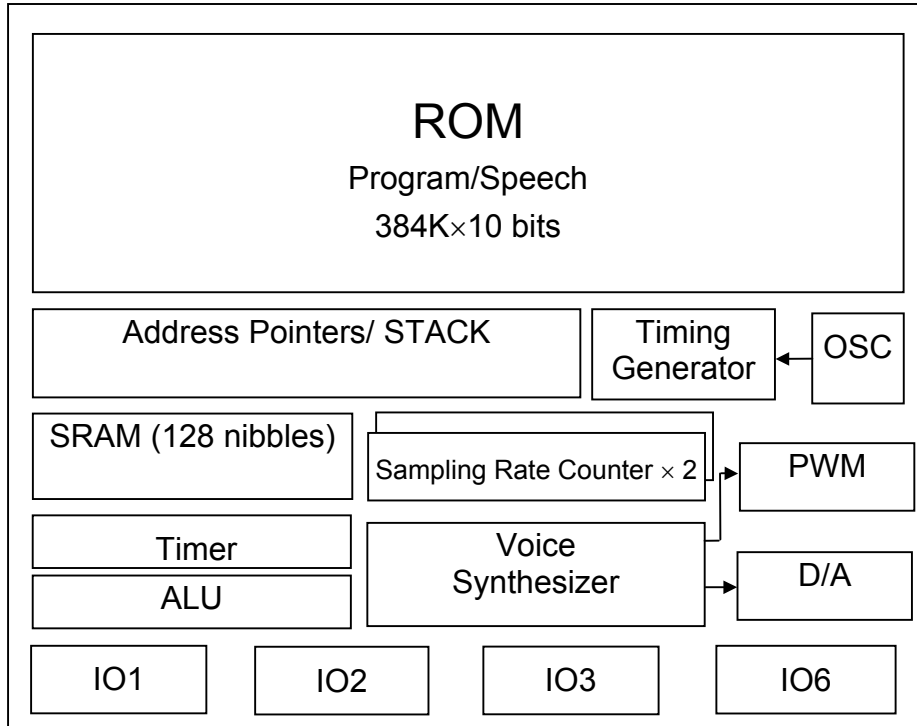 ROM
Program/Speech
384K×10 bits
Address Pointers/ STACK
Timing
Generator
OSC
SRAM (128 nibbles)
Sampling Rate Counter × 2
PWM
Timer
Voice
Synthesizer
D/A
ALU
IO1
IO2
IO3
IO6